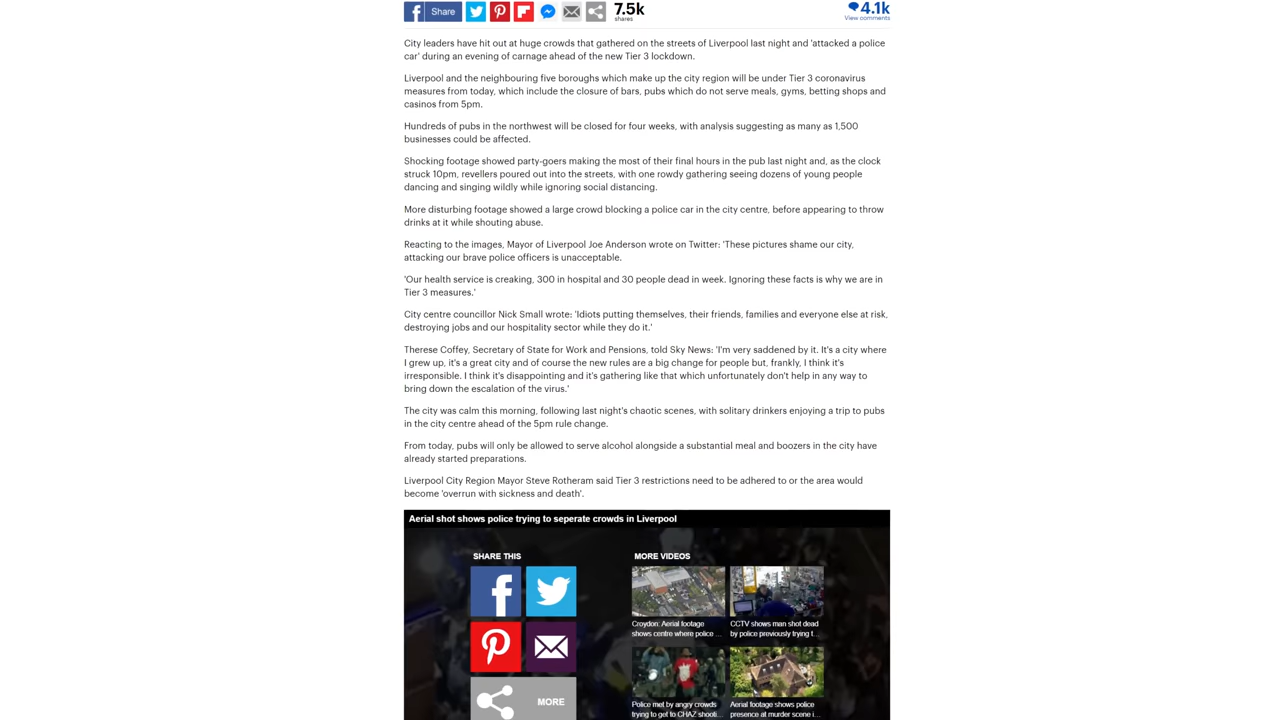 Share
7.5k
shares
4.1k
View comments
City leaders have hit out at huge crowds that gathered on the streets of Liverpool last night and 'attacked a police
car' during an evening of carnage ahead of the new Tier 3 lockdown.
Liverpool and the neighbouring five boroughs which make up the city region will be under Tier 3 coronavirus
measures from today, which include the closure of bars, pubs which do not serve meals, gyms, betting shops and
casinos from 5pm.
Hundreds of pubs in the northwest will be closed for four weeks, with analysis suggesting as many as 1,500
businesses could be affected.
Shocking footage showed party-goers making the most of their final hours in the pub last night and, as the clock
struck 10pm, revellers poured out into the streets, with one rowdy gathering seeing dozens of young people
dancing and singing wildly while ignoring social distancing.
More disturbing footage showed a large crowd blocking a police car in the city centre, before appearing to throw
drinks at it while shouting abuse.
Reacting to the images, Mayor of Liverpool Joe Anderson wrote on Twitter: 'These pictures shame our city,
attacking our brave police officers is unacceptable.
'Our health service is creaking, 300 in hospital and 30 people dead in week. Ignoring these facts is why we are in
Tier 3 measures.'
City centre councillor Nick Small wrote: 'Idiots putting themselves, their friends, families and everyone else at risk,
destroying jobs and our hospitality sector while they do it.'
Therese Coffey, Secretary of State for Work and Pensions, told Sky News: 'I'm very saddened by it. It's a city where
I grew up, it's a great city and of course the new rules are a big change for people but, frankly, I think it's
irresponsible. I think it's disappointing and it's gathering like that which unfortunately don't help in any way to
bring down the escalation of the virus.'
The city was calm this morning, following last night's chaotic scenes, with solitary drinkers enjoying a trip to pubs
in the city centre ahead of the 5pm rule change.
From today, pubs will only be allowed to serve alcohol alongside a substantial meal and boozers in the city have
already started preparations.
Liverpool City Region Mayor Steve Rotheram said Tier 3 restrictions need to be adhered to or the area would
become 'overrun with sickness and death'.
Aerial shot shows police trying to seperate crowds in Liverpool
SHARE THIS
MORE VIDEOS
Croydon: Aerial footage
shows centre where police ...
CCTV shows man shot dead
by police previously trying t...
Police met by angry crowds
trying to get to CHAZ shooti...
Aerial footage shows police
presence at murder scene i...
MORE